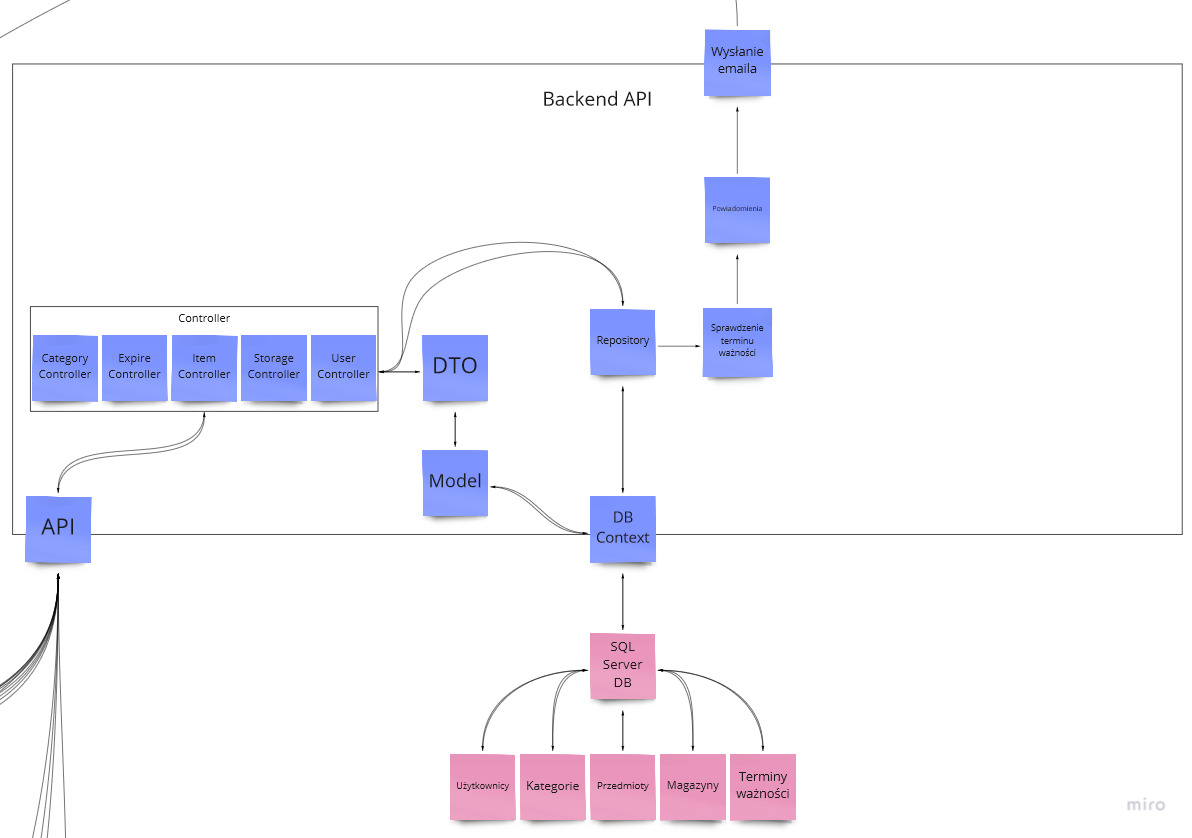 Wysłanie
emaila
Backend API
Powiadomienia
Controller
Category
Controller
Expire
Controller
Item
Controller
Storage
Controller
User
Controller
DTO
Repository
Sprawdzenie
terminu
ważności
Model
API
DB
Context
SQL
Server
DB
Użytkownicy
Kategorie
Przedmioty
Magazyny
Terminy
ważności
miro